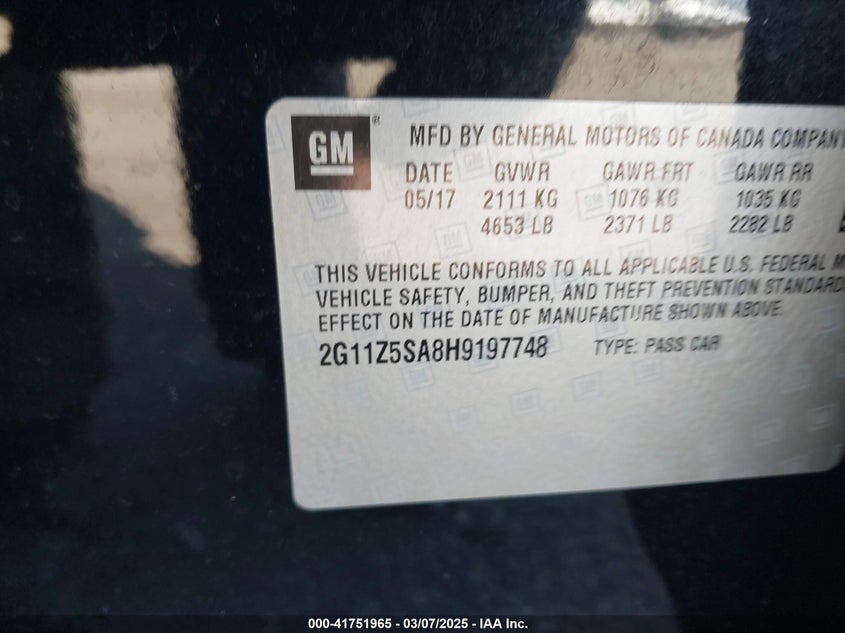 GM ®
MFD BY GENERAL MOTORS OF CANADA COMPANY
DATE GVWR GAWR FRT GAWR RR
05/17 2111 KG 1076 KG 1035 KG
4653 LB 2371 LB 2282 LB
THIS VEHICLE CONFORMS TO ALL APPLICABLE U.S. FEDERAL M
VEHICLE SAFETY, BUMPER, AND THEFT PREVENTION STANDARDS
EFFECT ON THE DATE OF MANUFACTURE SHOWN ABOVE.
2G11Z5SA8H9197748 TYPE: PASS CAR
000-41751965 — 03/07/2025 — IAA Inc.